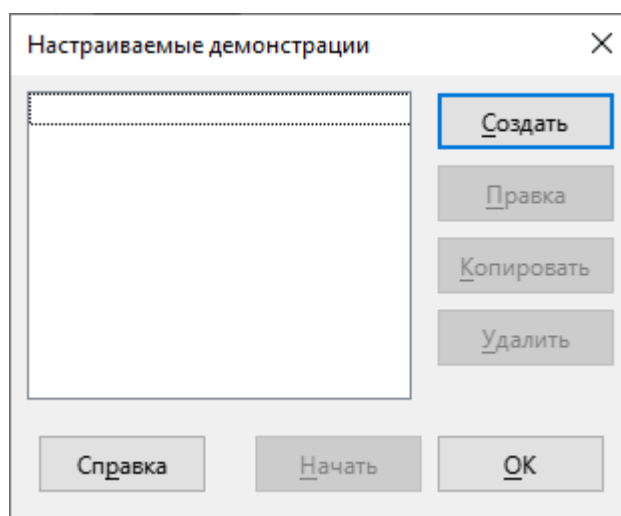 Настраиваемые демонстрации
Создать
Правка
Копировать
Удалить
Справка
Начать
OK